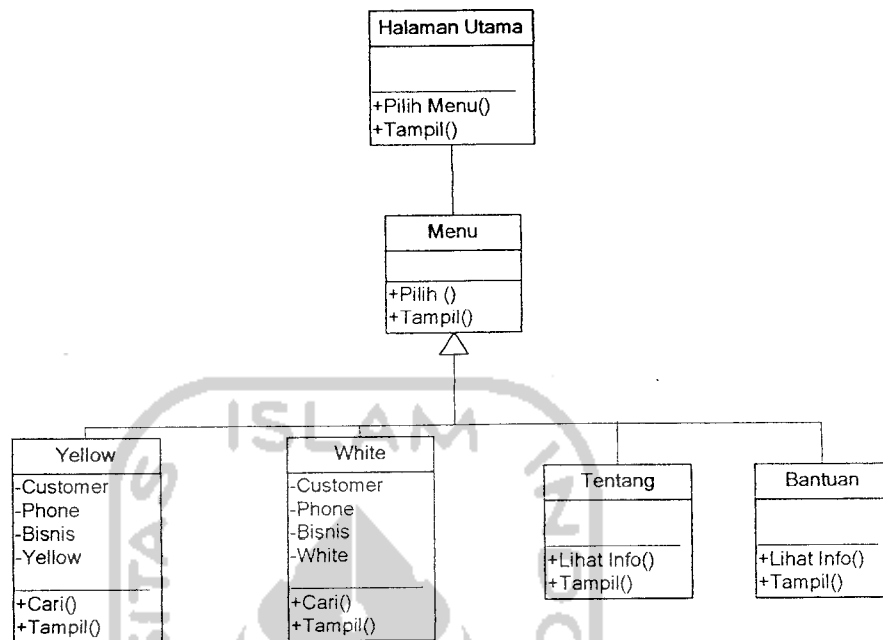 Halaman Utama
+Pilih Menu()
+Tampil()
Menu
+Pilih ()
+Tampil()
Yellow
-Customer
-Phone
-Bisnis
-Yellow
+Cari()
+Tampil()
White
-Customer
-Phone
-Bisnis
-White
+Cari()
+Tampil()
Tentang
+Lihat Info()
+Tampil()
Bantuan
+Lihat Info()
+Tampil()
ISLAM